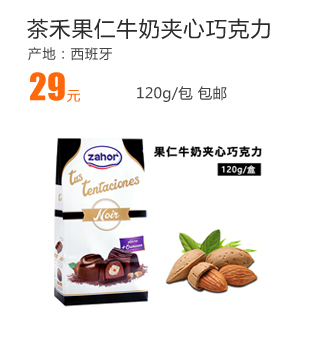 茶禾果仁牛奶夹心巧克力
产地：西班牙
29元
120g/包 包邮
果仁牛奶夹心巧克力
120g/盒
zahor
tus
tentaciones
Noir